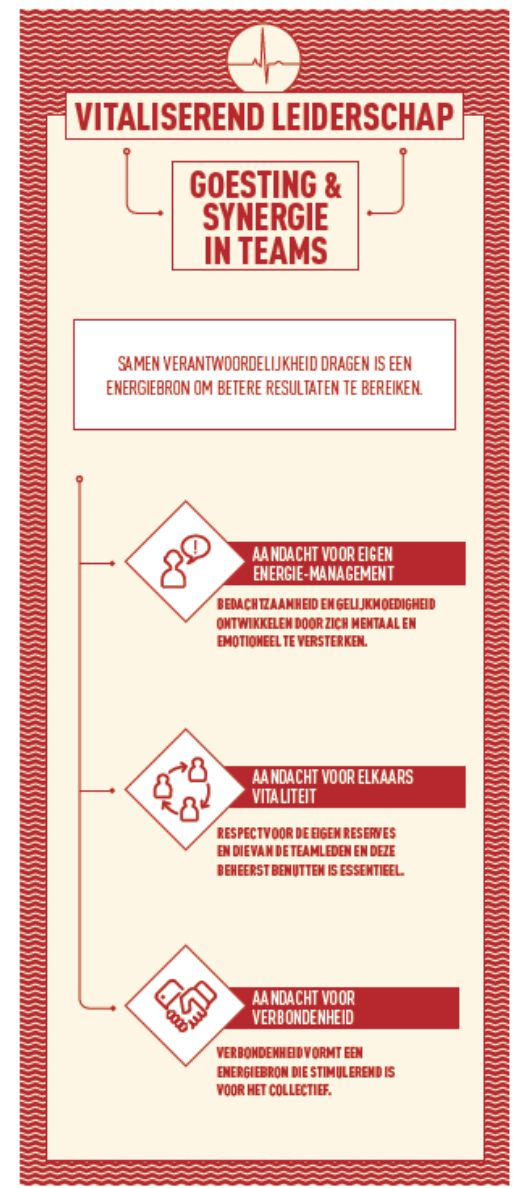 VITALISEREND LEIDERSCHAP
GOESTING &
SYNERGIE
IN TEAMS
SAMEN VERANTWOORDELIJKHEID DRAGEN IS EEN
ENERGIEBRON OM BETERE RESULTATEN TE BEREIKEN.
!
AANDACHT VOOR EIGEN
ENERGIE-MANAGEMENT
BEDACHTZAAMHEID EN GELIJKMOEDIGHEID
ONTWIKKELEN DOOR ZICH MENTAAL EN
EMOTIONEEL TE VERSTERKEN.
AANDACHT VOOR ELKAARS
VITALITEIT
RESPECT VOOR DE EIGEN RESERVES
EN DIE VAN DE TEAMLEDEN EN DEZE
BEHEERST BENUTTEN IS ESSENTIEEL.
AANDACHT VOOR
VERBONDENHEID
VERBONDENHEID VORMT EEN
ENERGIEBRON DIE STIMULEREND IS
VOOR HET COLLECTIEF.